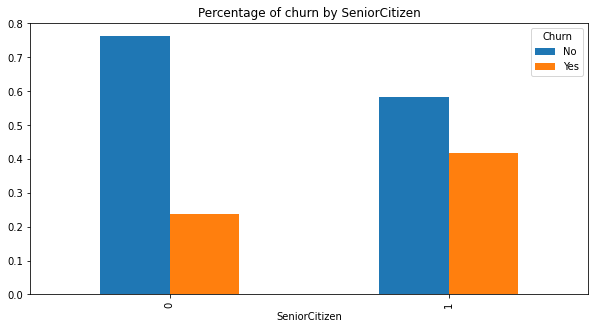 Percentage of churn by SeniorCitizen
Churn
No
Yes
0.8
0.7
0.6
0.5
0.4
0.3
0.2
0.1
0.0
0
1
SeniorCitizen